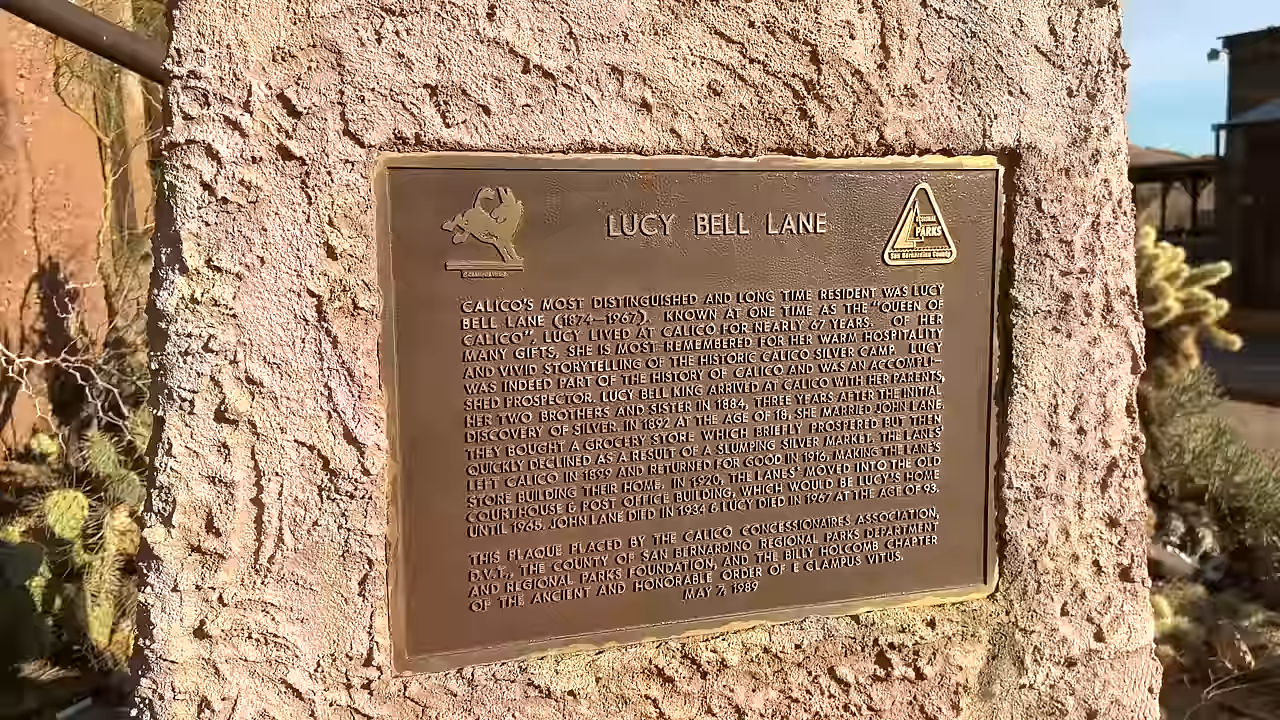 LUCY BELL LANE
REGIONAL
PARKS
San Bernardino County
CALICO'S MOST DISTINGUISHED AND LONG TIME RESIDENT WAS LUCY
BELL LANE (1874–1967). KNOWN AT ONE TIME AS THE "QUEEN OF
CALICO", LUCY LIVED AT CALICO FOR NEARLY 67 YEARS. OF HER
MANY GIFTS, SHE IS MOST REMEMBERED FOR HER WARM HOSPITALITY
AND VIVID STORYTELLING OF THE HISTORIC CALICO SILVER CAMP. LUCY
WAS INDEED PART OF THE HISTORY OF CALICO AND WAS AN ACCOMPLI-
SHED PROSPECTOR. LUCY BELL KING ARRIVED AT CALICO WITH HER PARENTS,
HER TWO BROTHERS AND SISTER IN 1884, THREE YEARS AFTER THE INITIAL
DISCOVERY OF SILVER. IN 1892 AT THE AGE OF 18, SHE MARRIED JOHN LANE.
THEY BOUGHT A GROCERY STORE WHICH BRIEFLY PROSPERED BUT THEN
QUICKLY DECLINED AS A RESULT OF A SLUMPING SILVER MARKET. THE LANES
LEFT CALICO IN 1899 AND RETURNED FOR GOOD IN 1916, MAKING THE LANE'S
STORE BUILDING THEIR HOME. IN 1920, THE LANES' MOVED INTO THE OLD
COURTHOUSE & POST OFFICE BUILDING, WHICH WOULD BE LUCY'S HOME
UNTIL 1965. JOHN LANE DIED IN 1934 & LUCY DIED IN 1967 AT THE AGE OF 93.
THIS PLAQUE PLACED BY THE CALICO CONCESSIONAIRES ASSOCIATION,
D.V.T., THE COUNTY OF SAN BERNARDINO REGIONAL PARKS DEPARTMENT
AND REGIONAL PARKS FOUNDATION, AND THE BILLY HOLCOMB CHAPTER
OF THE ANCIENT AND HONORABLE ORDER OF E CLAMPUS VITUS.
MAY 7, 1989